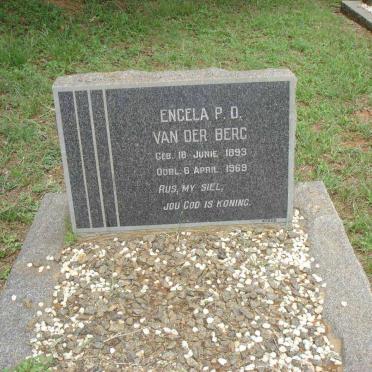 ENGELA P. D.
VAN DER BERG
GEB. 18 JUNIE 1893
OORL. 6 APRIL 1969
RUS, MY SIEL,
JOU GOD IS KONING.